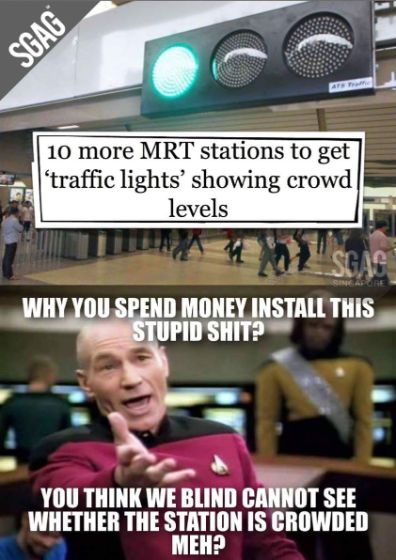 SGAG
ATS Traffic
10 more MRT stations to get
‘traffic lights’ showing crowd
levels
SGAG
SINGAPORE
WHY YOU SPEND MONEY INSTALL THIS
STUPID SHIT?
YOU THINK WE BLIND CANNOT SEE
WHETHER THE STATION IS CROWDED
MEH?